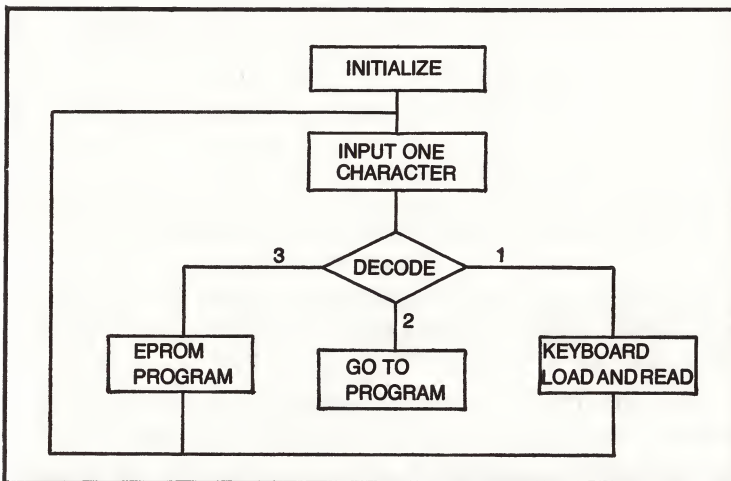 INITIALIZE
INPUT ONE
CHARACTER
3
DECODE
1
2
EPROM
PROGRAM
GO TO
PROGRAM
KEYBOARD
LOAD AND READ